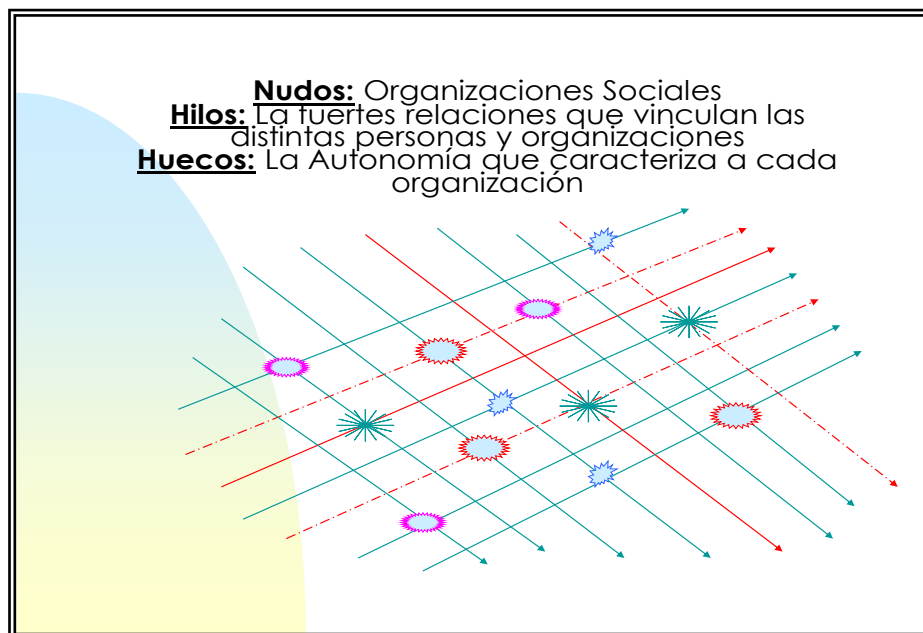 Nudos: Organizaciones Sociales
Hilos: La fuertes relaciones que vinculan las
distintas personas y organizaciones
Huecos: La Autonomía que caracteriza a cada
organización